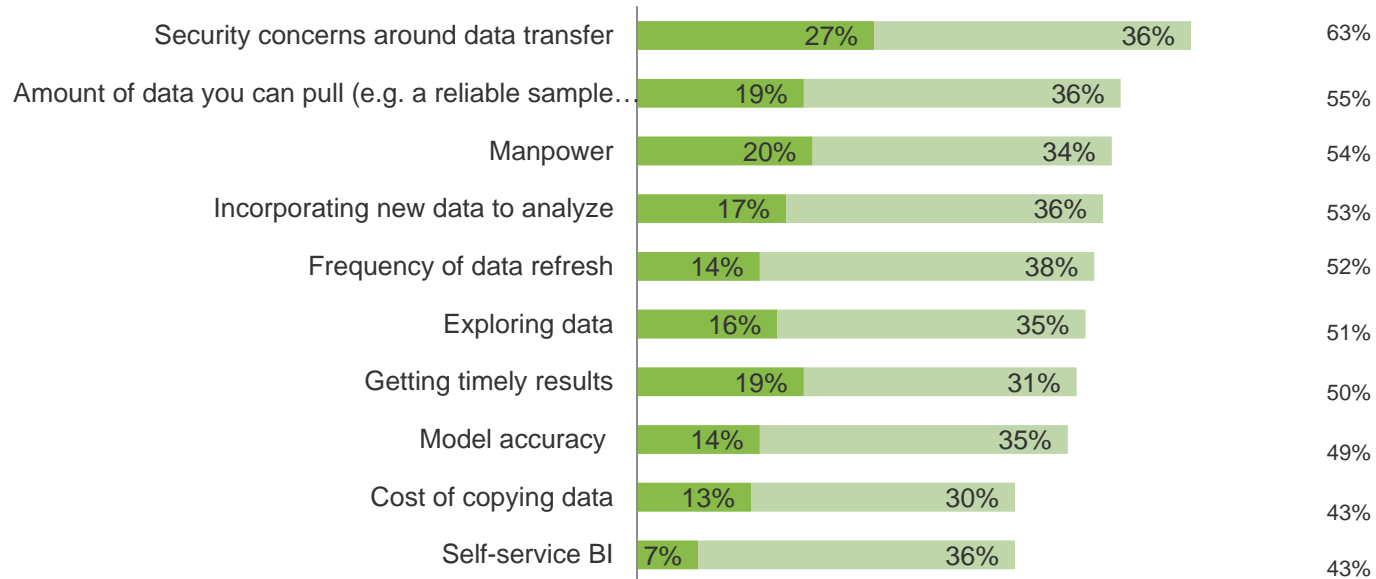 Security concerns around data transfer 27% 36% 63%
Amount of data you can pull (e.g. a reliable sample… 19% 36% 55%
Manpower 20% 34% 54%
Incorporating new data to analyze 17% 36% 53%
Frequency of data refresh 14% 38% 52%
Exploring data 16% 35% 51%
Getting timely results 19% 31% 50%
Model accuracy 14% 35% 49%
Cost of copying data 13% 30% 43%
Self-service BI 7% 36% 43%